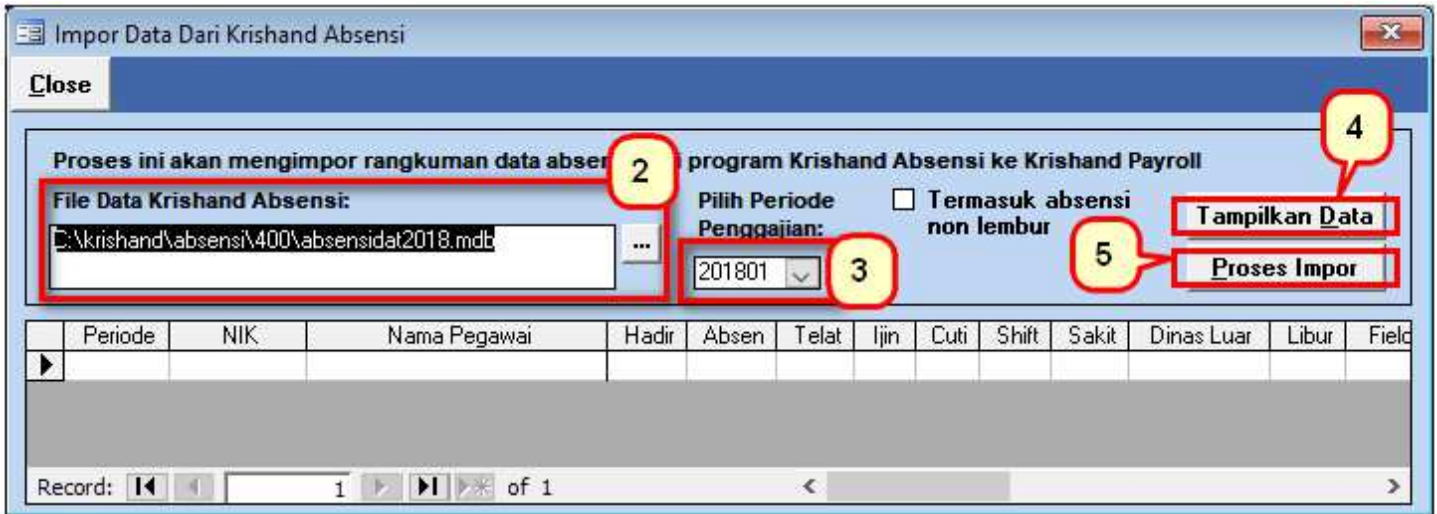 Impor Data Dari Krishand Absensi
Close
4
Proses ini akan mengimpor rangkuman data absen 2 program Krishand Absensi ke Krishand Payroll
File Data Krishand Absensi:
Pilih Periode Penggajian:
Termasuk absensi
non lembur
Tampilkan Data
C:\krishand\absensi\400\absensidat2018.mdb
...
201801
3
5
Proses Impor
Periode NIK Nama Pegawai Hadir Absen Telat Ijin Cuti Shift Sakit Dinas Luar Libur Field
Record: 1 of 1